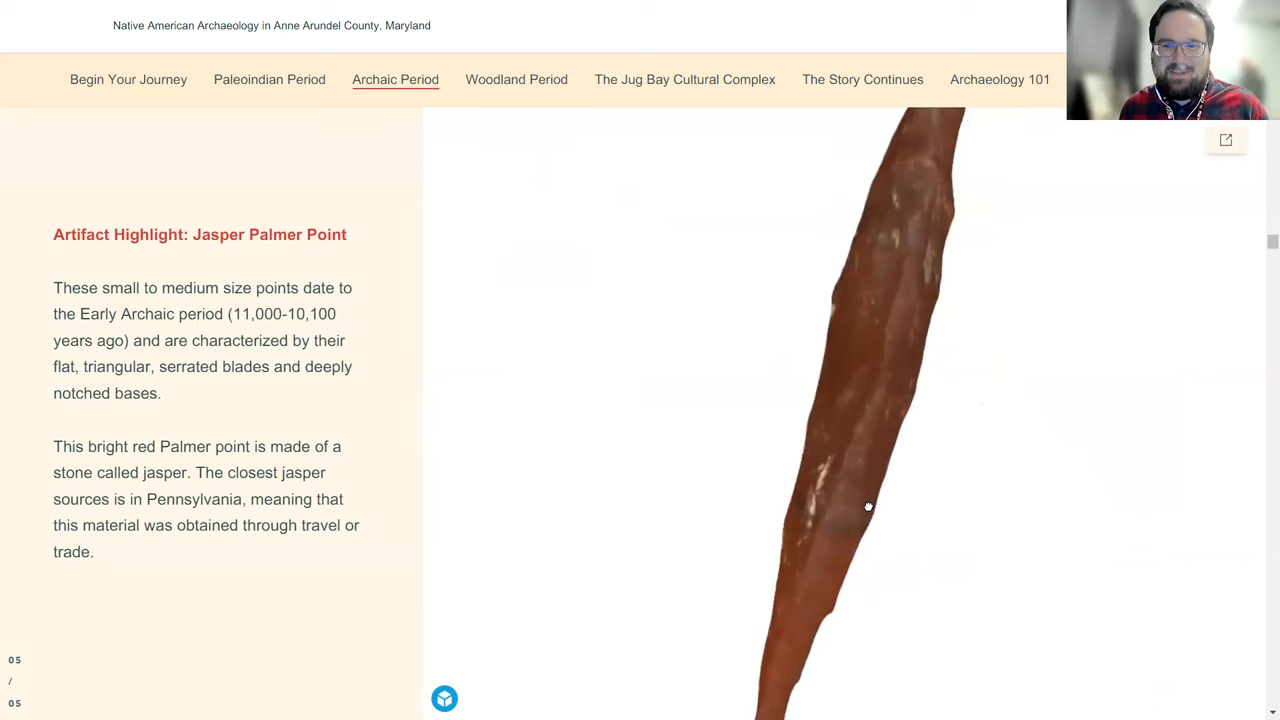 Native American Archaeology in Anne Arundel County, Maryland
Begin Your Journey Paleoindian Period Archaic Period Woodland Period The Jug Bay Cultural Complex The Story Continues Archaeology 101
Artifact Highlight: Jasper Palmer Point
These small to medium size points date to
the Early Archaic period (11,000-10,100
years ago) and are characterized by their
flat, triangular, serrated blades and deeply
notched bases.
This bright red Palmer point is made of a
stone called jasper. The closest jasper
sources is in Pennsylvania, meaning that
this material was obtained through travel or
trade.
05
/
05